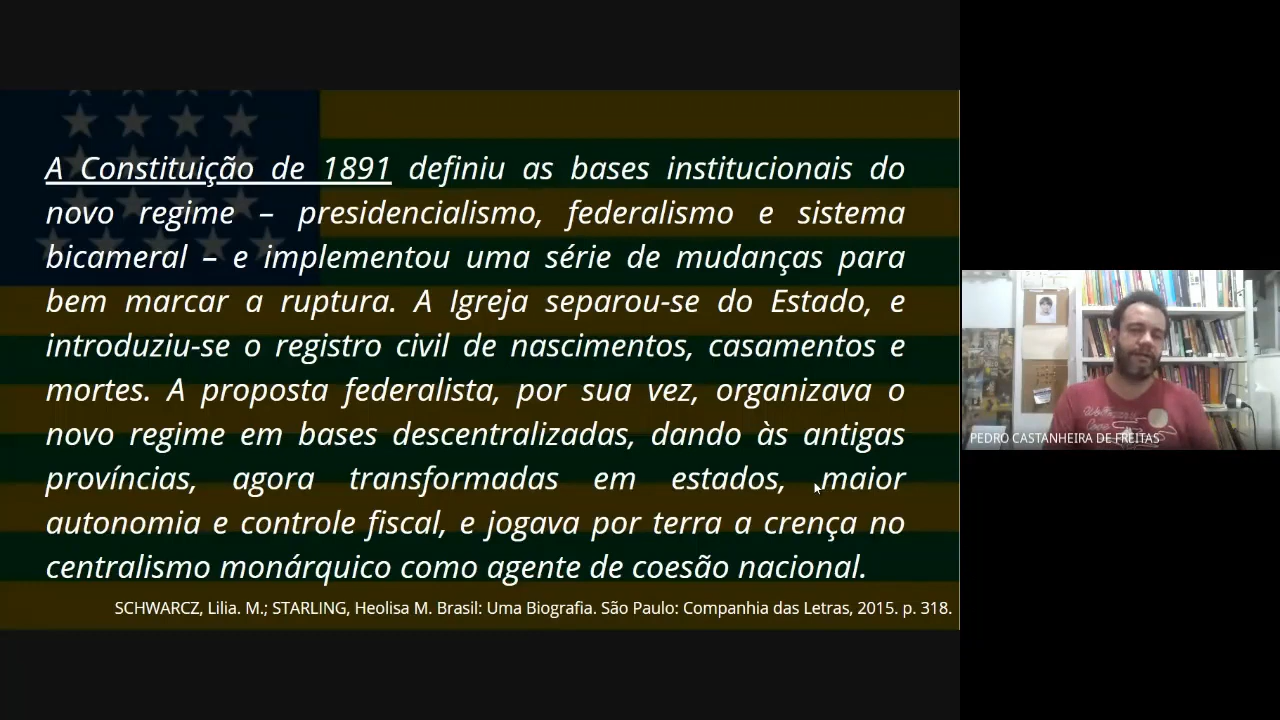 A Constituição de 1891 definiu as bases institucionais do
novo regime – presidencialismo, federalismo e sistema
bicameral – e implementou uma série de mudanças para
bem marcar a ruptura. A Igreja separou-se do Estado, e
introduziu-se o registro civil de nascimentos, casamentos e
mortes. A proposta federalista, por sua vez, organizava o
novo regime em bases descentralizadas, dando às antigas
províncias, agora transformadas em estados, maior
autonomia e controle fiscal, e jogava por terra a crença no
centralismo monárquico como agente de coesão nacional.
SCHWARCZ, Lilia. M.; STARLING, Heolisa M. Brasil: Uma Biografia. São Paulo: Companhia das Letras, 2015. p. 318.
PEDRO CASTANHEIRA DE FREITAS